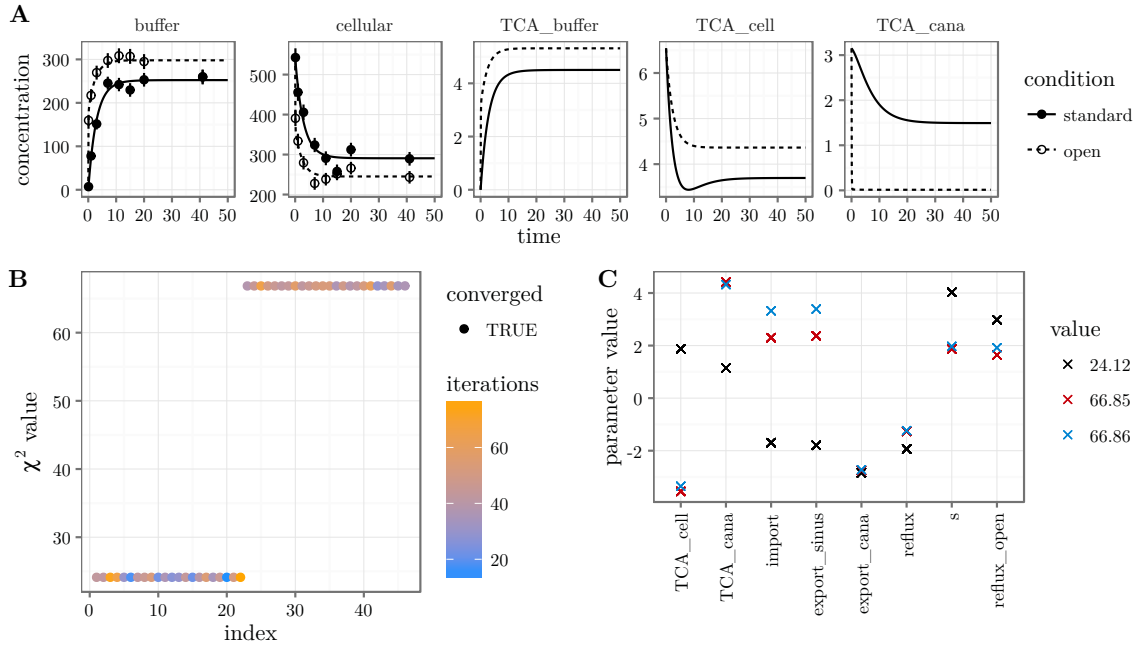 A
buffer
cellular
TCA_buffer
TCA_cell
TCA_cana
concentration
300
200
100
0
500
400
300
200
4
2
0
6
5
4
3
2
1
0
0 10 20 30 40 50
0 10 20 30 40 50
0 10 20 30 40 50
0 10 20 30 40 50
0 10 20 30 40 50
time
condition
standard
open
B
χ² value
60
50
40
30
0 10 20 30 40
index
converged
TRUE
iterations
60
40
20
C
parameter value
4
2
0
-2
TCA_cell
TCA_cana
import
export_sinus
export_cana
reflux
s
reflux_open
value
24.12
66.85
66.86